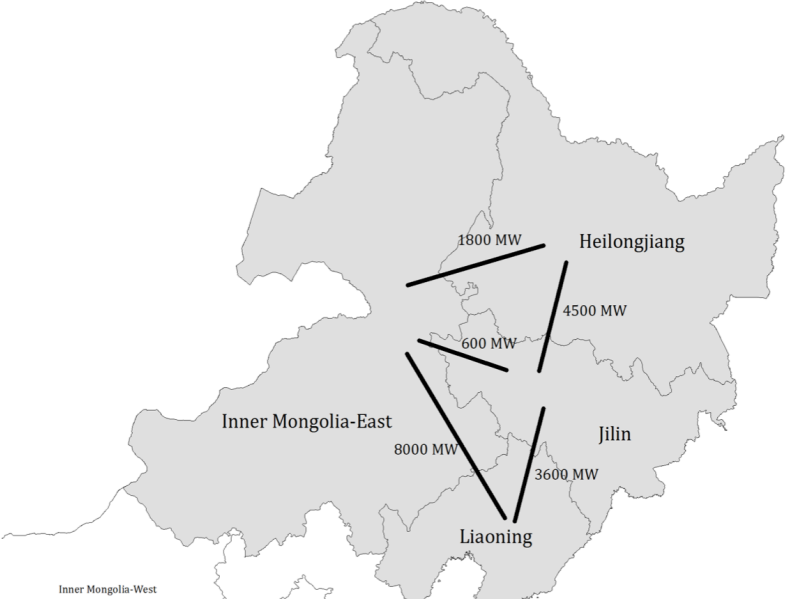 1800 MW
Heilongjiang
4500 MW
600 MW
Inner Mongolia-East
Jilin
8000 MW
3600 MW
Liaoning
Inner Mongolia-West